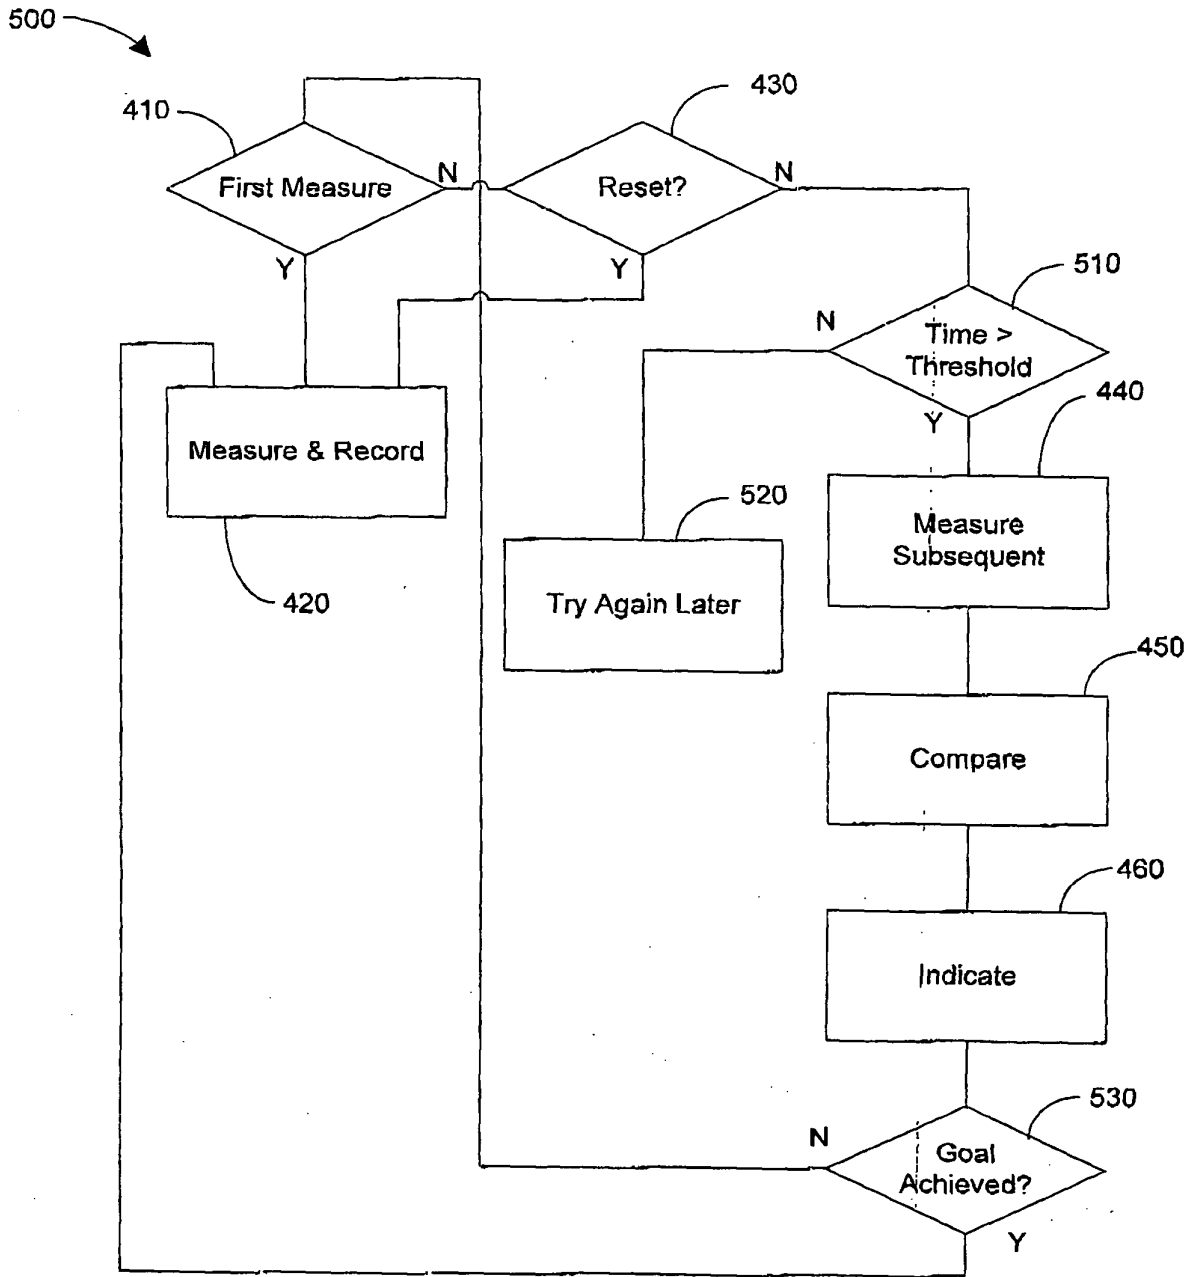 500
410
430
First Measure
N
Reset?
N
Y
Y
510
N
Time >
Threshold
Y
440
Measure & Record
420
520
Measure
Subsequent
Try Again Later
450
Compare
460
Indicate
530
N
Goal
Achieved?
Y